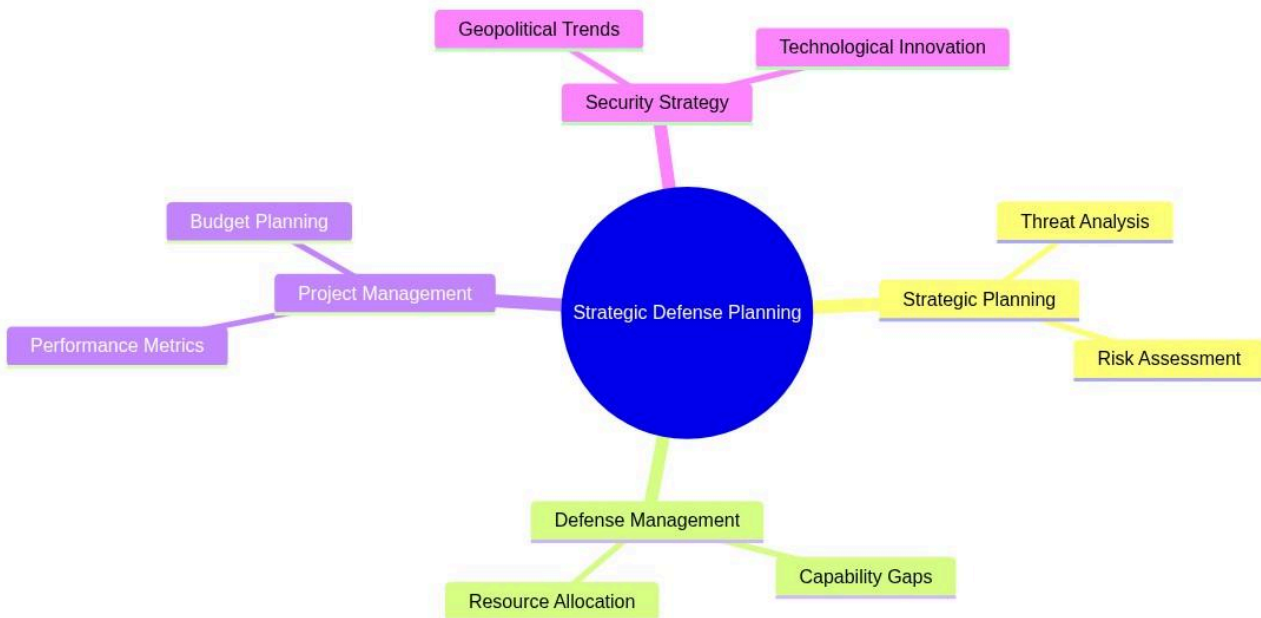 Geopolitical Trends
Technological Innovation
Security Strategy
Budget Planning
Threat Analysis
Project Management
Strategic Defense Planning
Strategic Planning
Performance Metrics
Risk Assessment
Defense Management
Capability Gaps
Resource Allocation